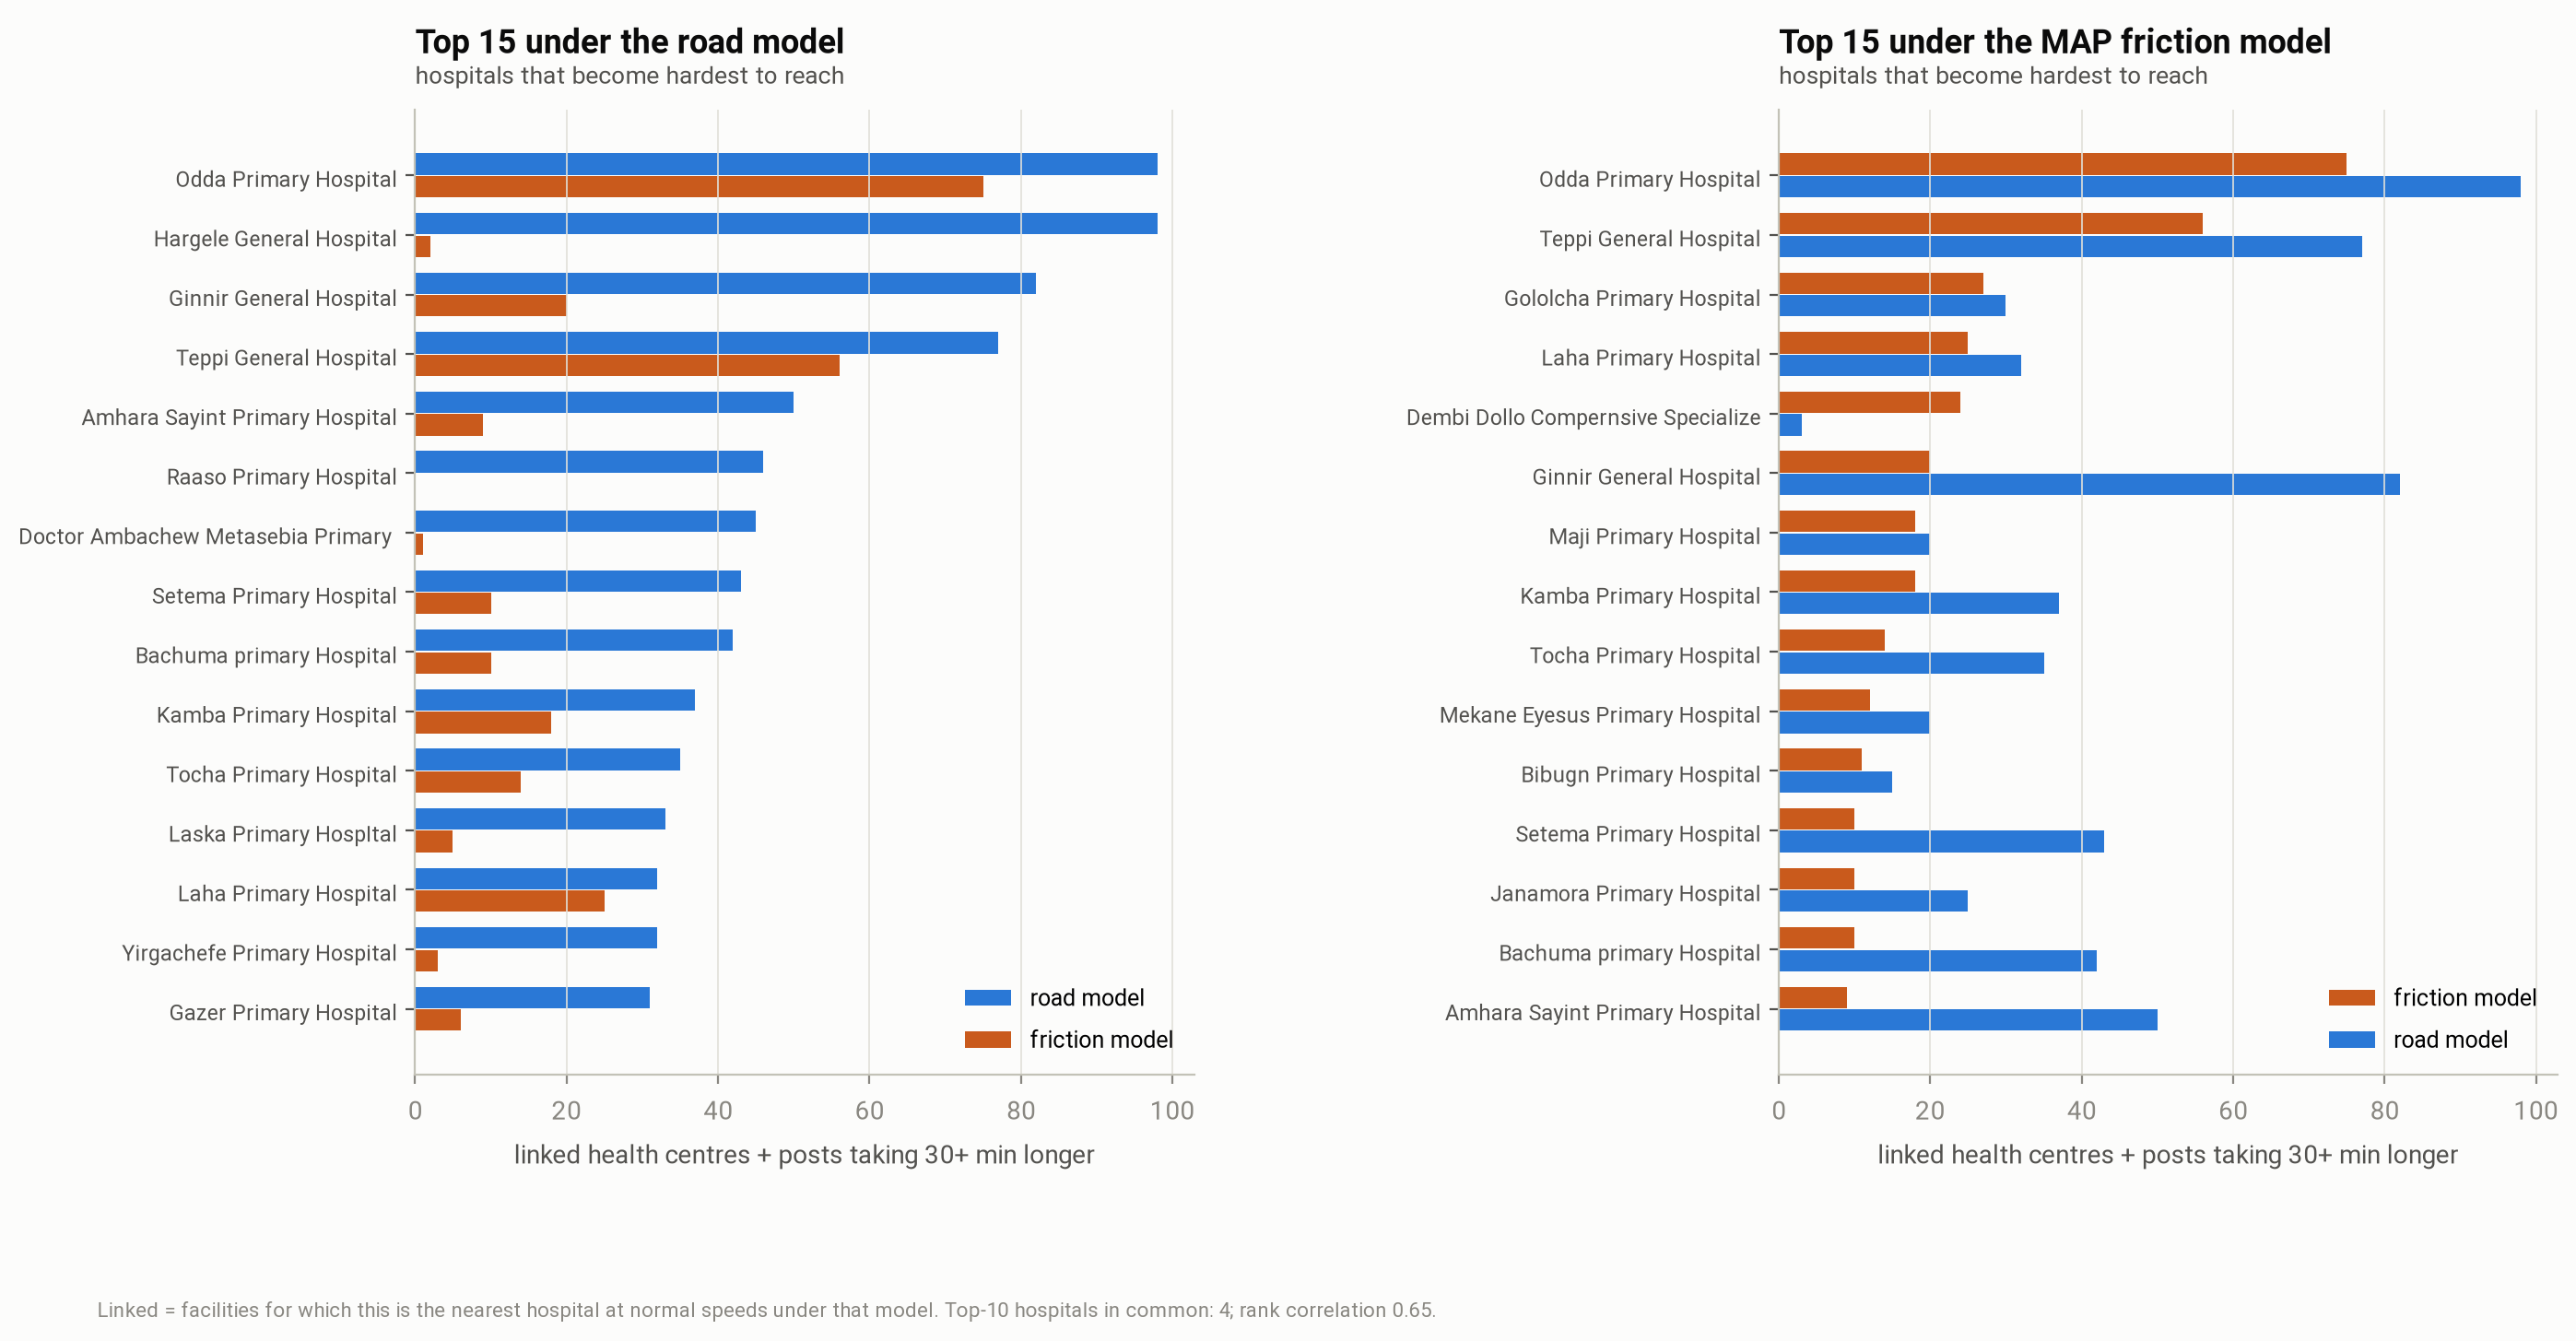 Top 15 under the road model
hospitals that become hardest to reach
Odda Primary Hospital
Hargele General Hospital
Ginnir General Hospital
Teppi General Hospital
Amhara Sayint Primary Hospital
Raaso Primary Hospital
Doctor Ambachew Metasebia Primary
Setema Primary Hospital
Bachuma primary Hospital
Kamba Primary Hospital
Tocha Primary Hospital
Laska Primary HospItal
Laha Primary Hospital
Yirgachefe Primary Hospital
Gazer Primary Hospital
road model
friction model
0 20 40 60 80 100
linked health centres + posts taking 30+ min longer
Top 15 under the MAP friction model
hospitals that become hardest to reach
Odda Primary Hospital
Teppi General Hospital
Gololcha Primary Hospital
Laha Primary Hospital
Dembi Dollo Compernsive Specialize
Ginnir General Hospital
Maji Primary Hospital
Kamba Primary Hospital
Tocha Primary Hospital
Mekane Eyesus Primary Hospital
Bibugn Primary Hospital
Setema Primary Hospital
Janamora Primary Hospital
Bachuma primary Hospital
Amhara Sayint Primary Hospital
friction model
road model
0 20 40 60 80 100
linked health centres + posts taking 30+ min longer
Linked = facilities for which this is the nearest hospital at normal speeds under that model. Top-10 hospitals in common: 4; rank correlation 0.65.